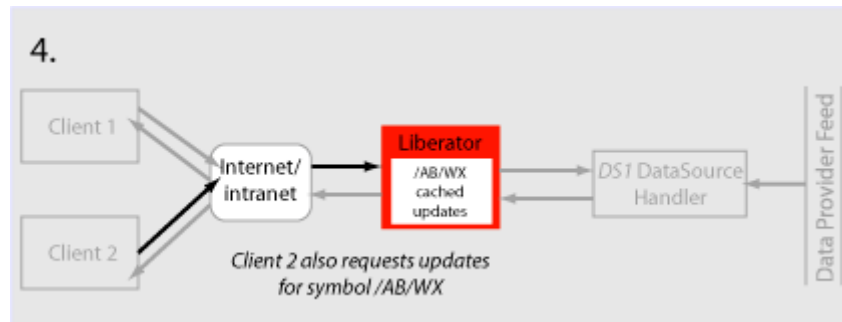 4.
Client 1
Client 2
Internet/
intranet
Liberator
/AB/WX
cached
updates
DS1 DataSource
Handler
Data Provider Feed
Client 2 also requests updates
for symbol /AB/WX